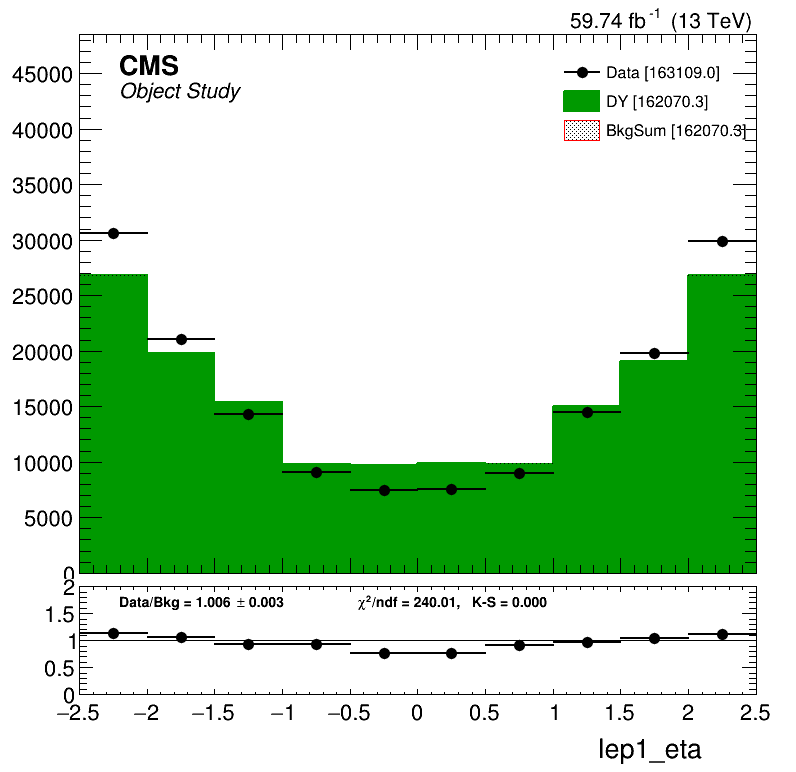 59.74 fb⁻¹ (13 TeV)
CMS
Object Study
Data [163109.0]
DY [162070.3]
BkgSum [162070.3]
45000
40000
35000
30000
25000
20000
15000
10000
5000
0
Data/Bkg = 1.006 ± 0.003
χ²/ndf = 240.01, K-S = 0.000
2
1.5
1
0.5
0
−2.5 −2 −1.5 −1 −0.5 0 0.5 1 1.5 2 2.5
lep1_eta